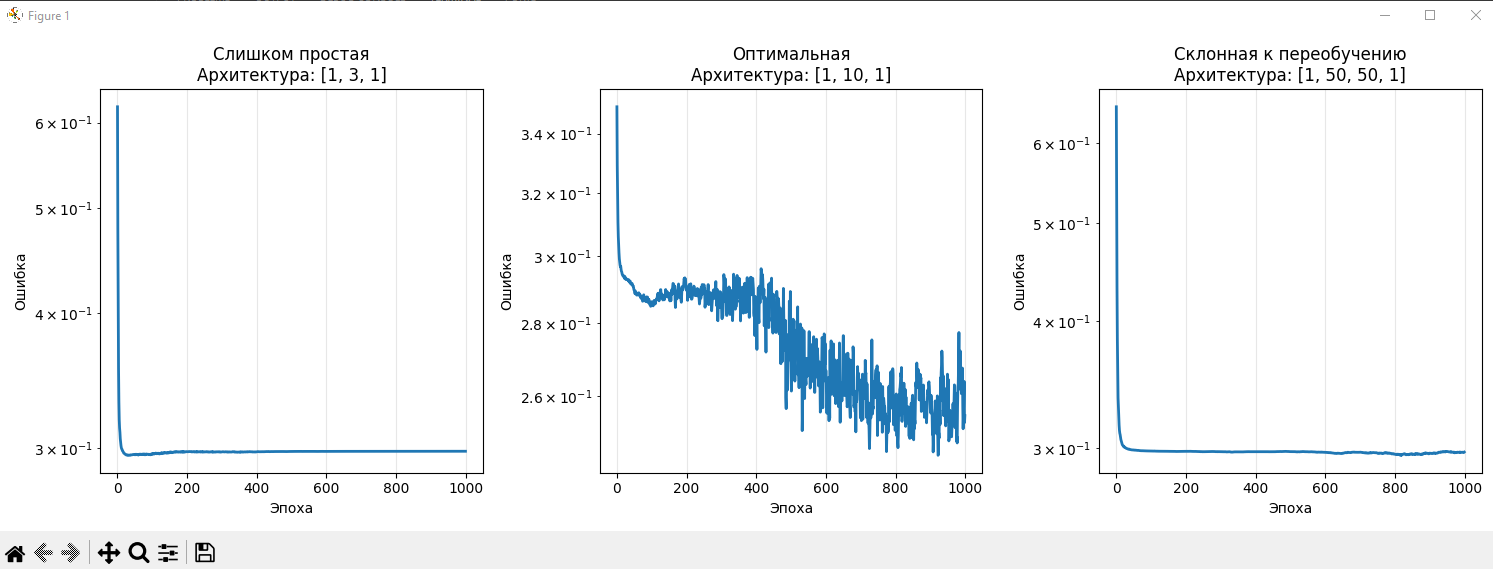 Figure 1
Слишком простая
Архитектура: [1, 3, 1]
6 × 10⁻¹
5 × 10⁻¹
4 × 10⁻¹
3 × 10⁻¹
Ошибка
0 200 400 600 800 1000
Эпоха
Оптимальная
Архитектура: [1, 10, 1]
3.4 × 10⁻¹
3.2 × 10⁻¹
3 × 10⁻¹
2.8 × 10⁻¹
2.6 × 10⁻¹
Ошибка
0 200 400 600 800 1000
Эпоха
Склонная к переобучению
Архитектура: [1, 50, 50, 1]
6 × 10⁻¹
5 × 10⁻¹
4 × 10⁻¹
3 × 10⁻¹
Ошибка
0 200 400 600 800 1000
Эпоха